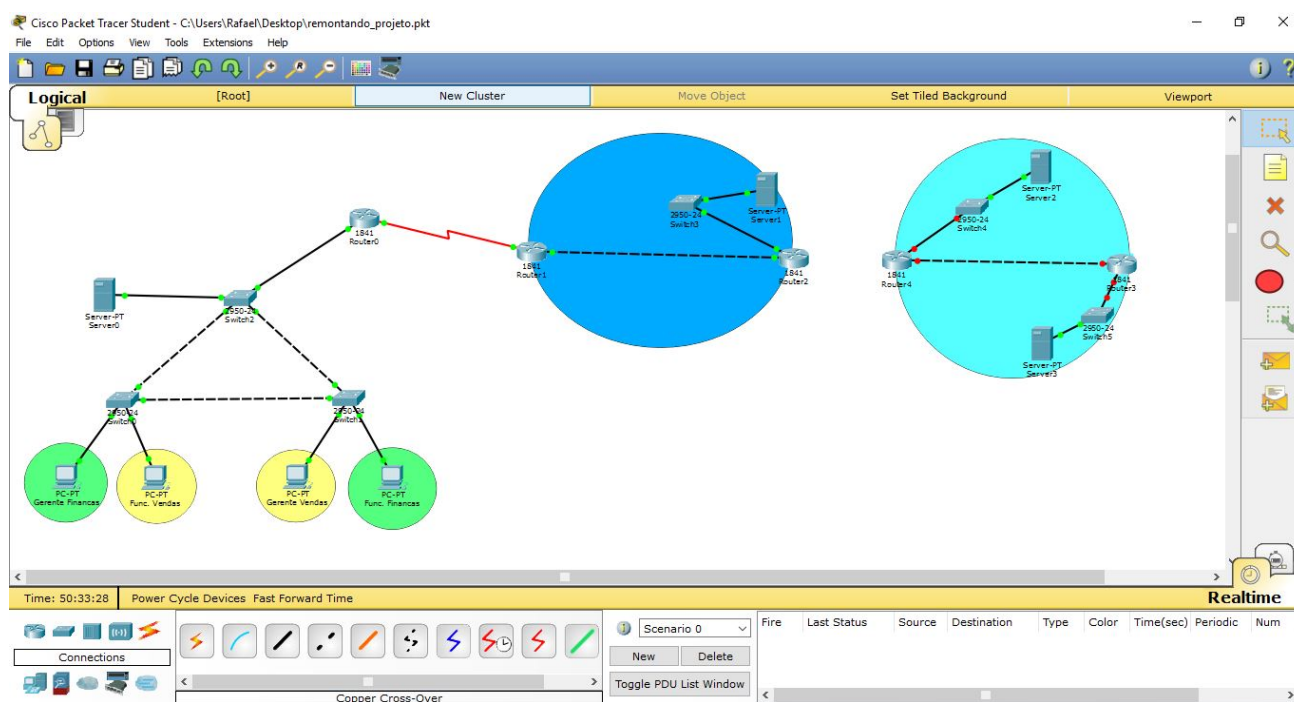 Cisco Packet Tracer Student - C:\Users\Rafael\Desktop\remontando_projeto.pkt
File Edit Options View Tools Extensions Help
Logical [Root] New Cluster Move Object Set Tiled Background Viewport
1841
Router0
1841
Router1
2950-24
Switch3
Server-PT
Server1
1841
Router2
Server-PT
Server2
2950-24
Switch4
1841
Router4
1841
Router3
2950-24
Switch5
Server-PT
Server3
Server-PT
Server0
2950-24
Switch2
2950-24
Switch0
2950-24
PC-PT
Gerente Financas
PC-PT
Func. Vendas
PC-PT
Gerente Vendas
PC-PT
Func. Financas
Time: 50:33:28 Power Cycle Devices Fast Forward Time
Realtime
Connections
Copper Cross-Over
Scenario 0
New Delete
Toggle PDU List Window
Fire Last Status Source Destination Type Color Time(sec) Periodic Num